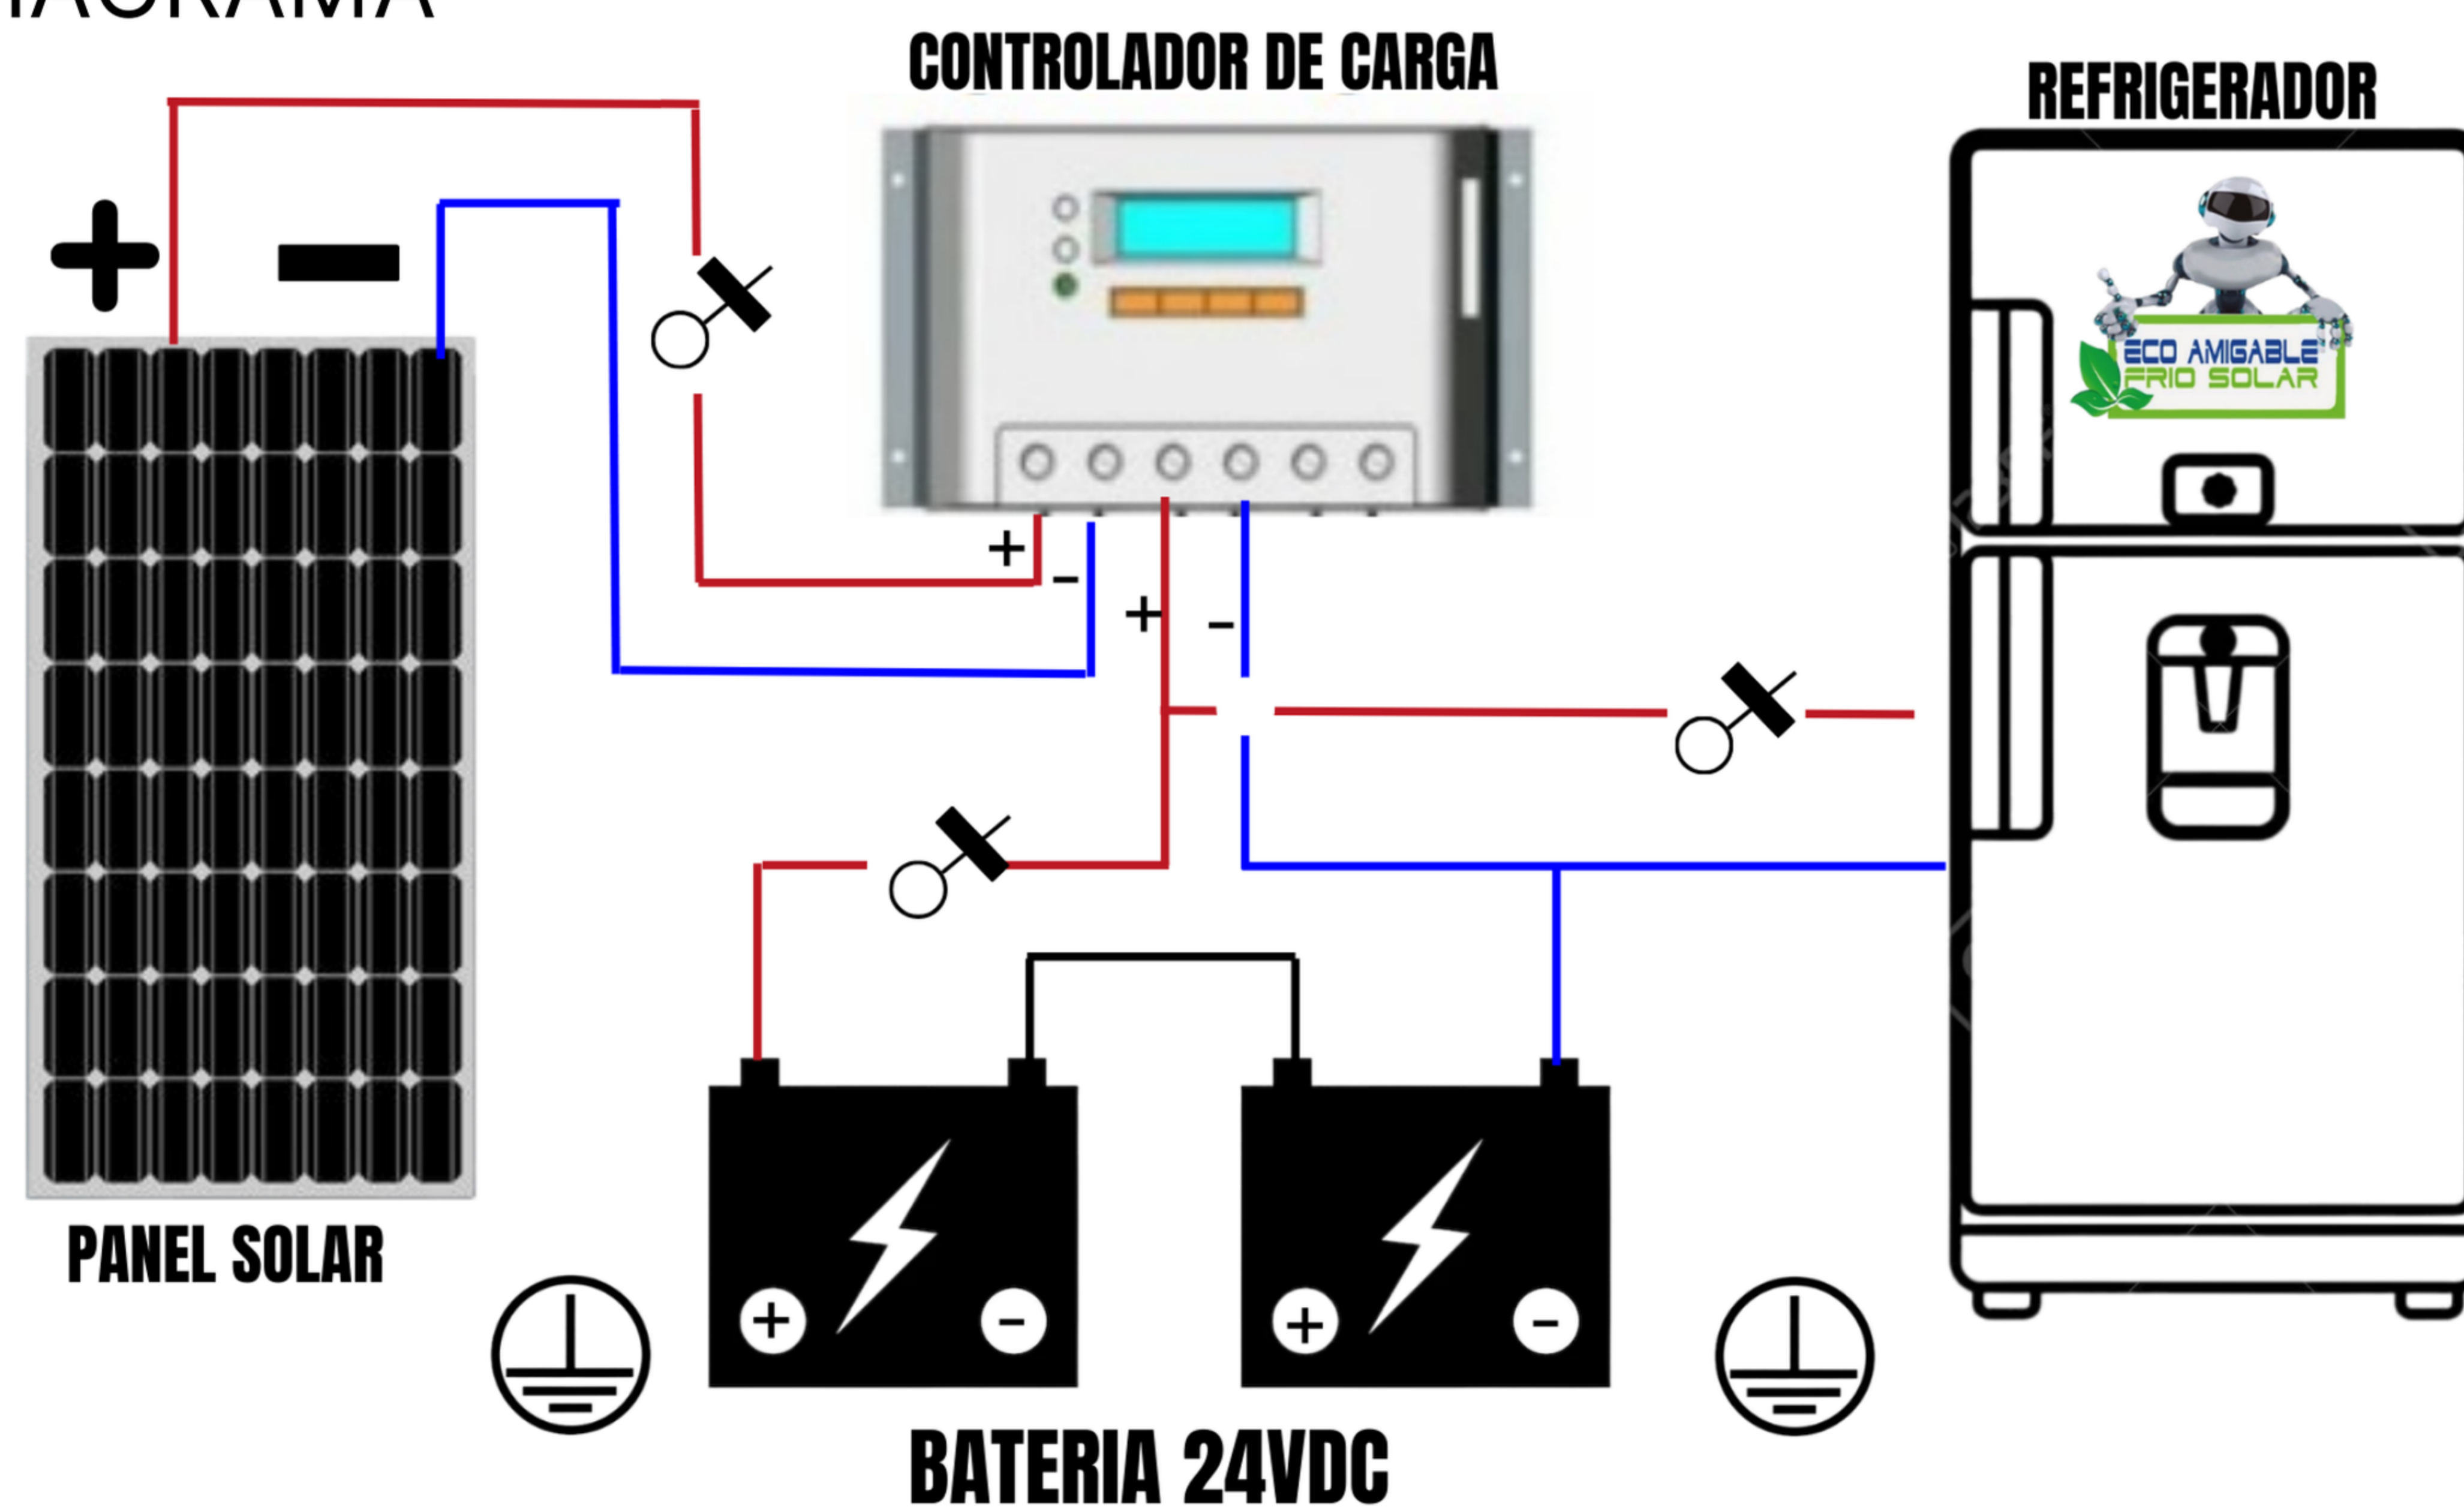 CONTROLADOR DE CARGA
REFRIGERADOR
+ -
ECO AMIGABLE
FRIO SOLAR
+ - + -
PANEL SOLAR
+ - + -
BATERIA 24VDC